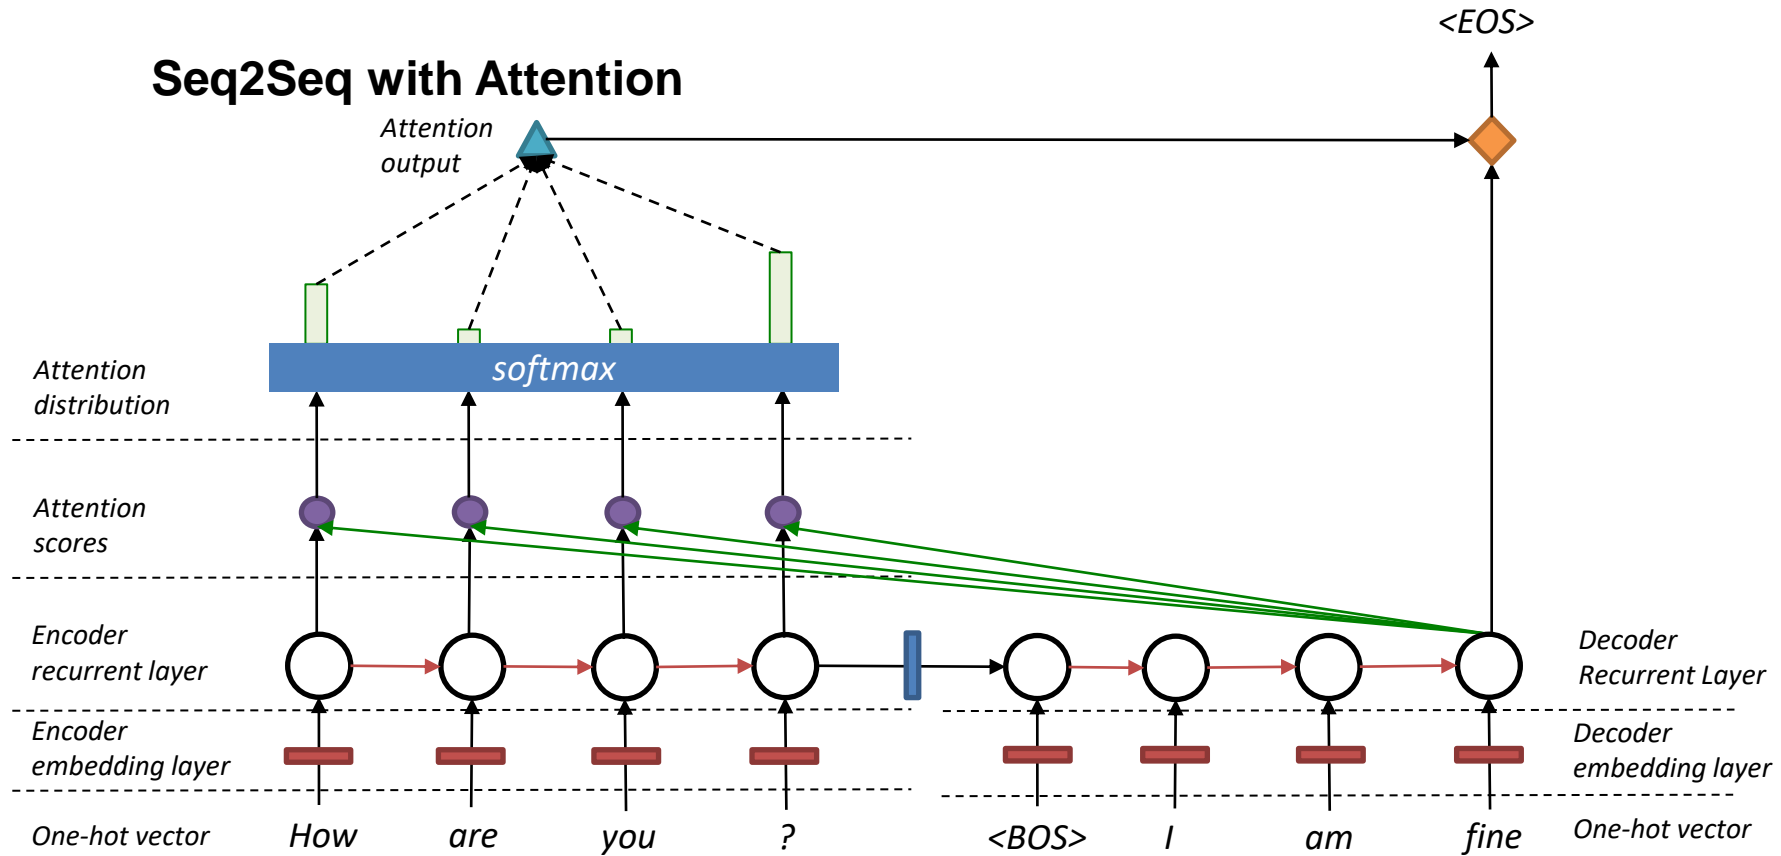 <EOS>
Seq2Seq with Attention
Attention
output
softmax
Attention
distribution
Attention
scores
Encoder
recurrent layer
Decoder
Recurrent Layer
Encoder
embedding layer
Decoder
embedding layer
One-hot vector How are you ? <BOS> I am fine One-hot vector